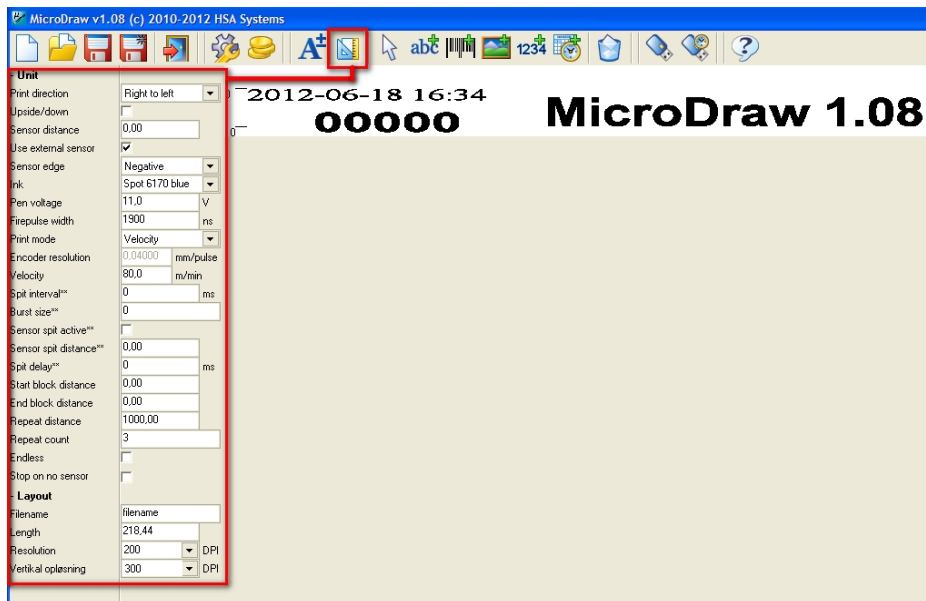 MicroDraw v1.08 (c) 2010-2012 HSA Systems
A± abc 1234 ?
- Unit
Print direction Right to left
Upside/down
Sensor distance 0,00
Use external sensor
Sensor edge Negative
Ink Spot 6170 blue
Pen voltage 11,0 V
Firepulse width 1900 ns
Print mode Velocity
Encoder resolution 0,04000 mm/pulse
Velocity 80,0 m/min
Spit interval** 0 ms
Burst size** 0
Sensor spit active**
Sensor spit distance** 0,00
Spit delay** 0 ms
Start block distance 0,00
End block distance 0,00
Repeat distance 1000,00
Repeat count 3
Endless
Stop on no sensor
- Layout
Filename filename
Length 218,44
Resolution 200 DPI
Vertikal opløsning 300 DPI
2012-06-18 16:34
0 00000
MicroDraw 1.08